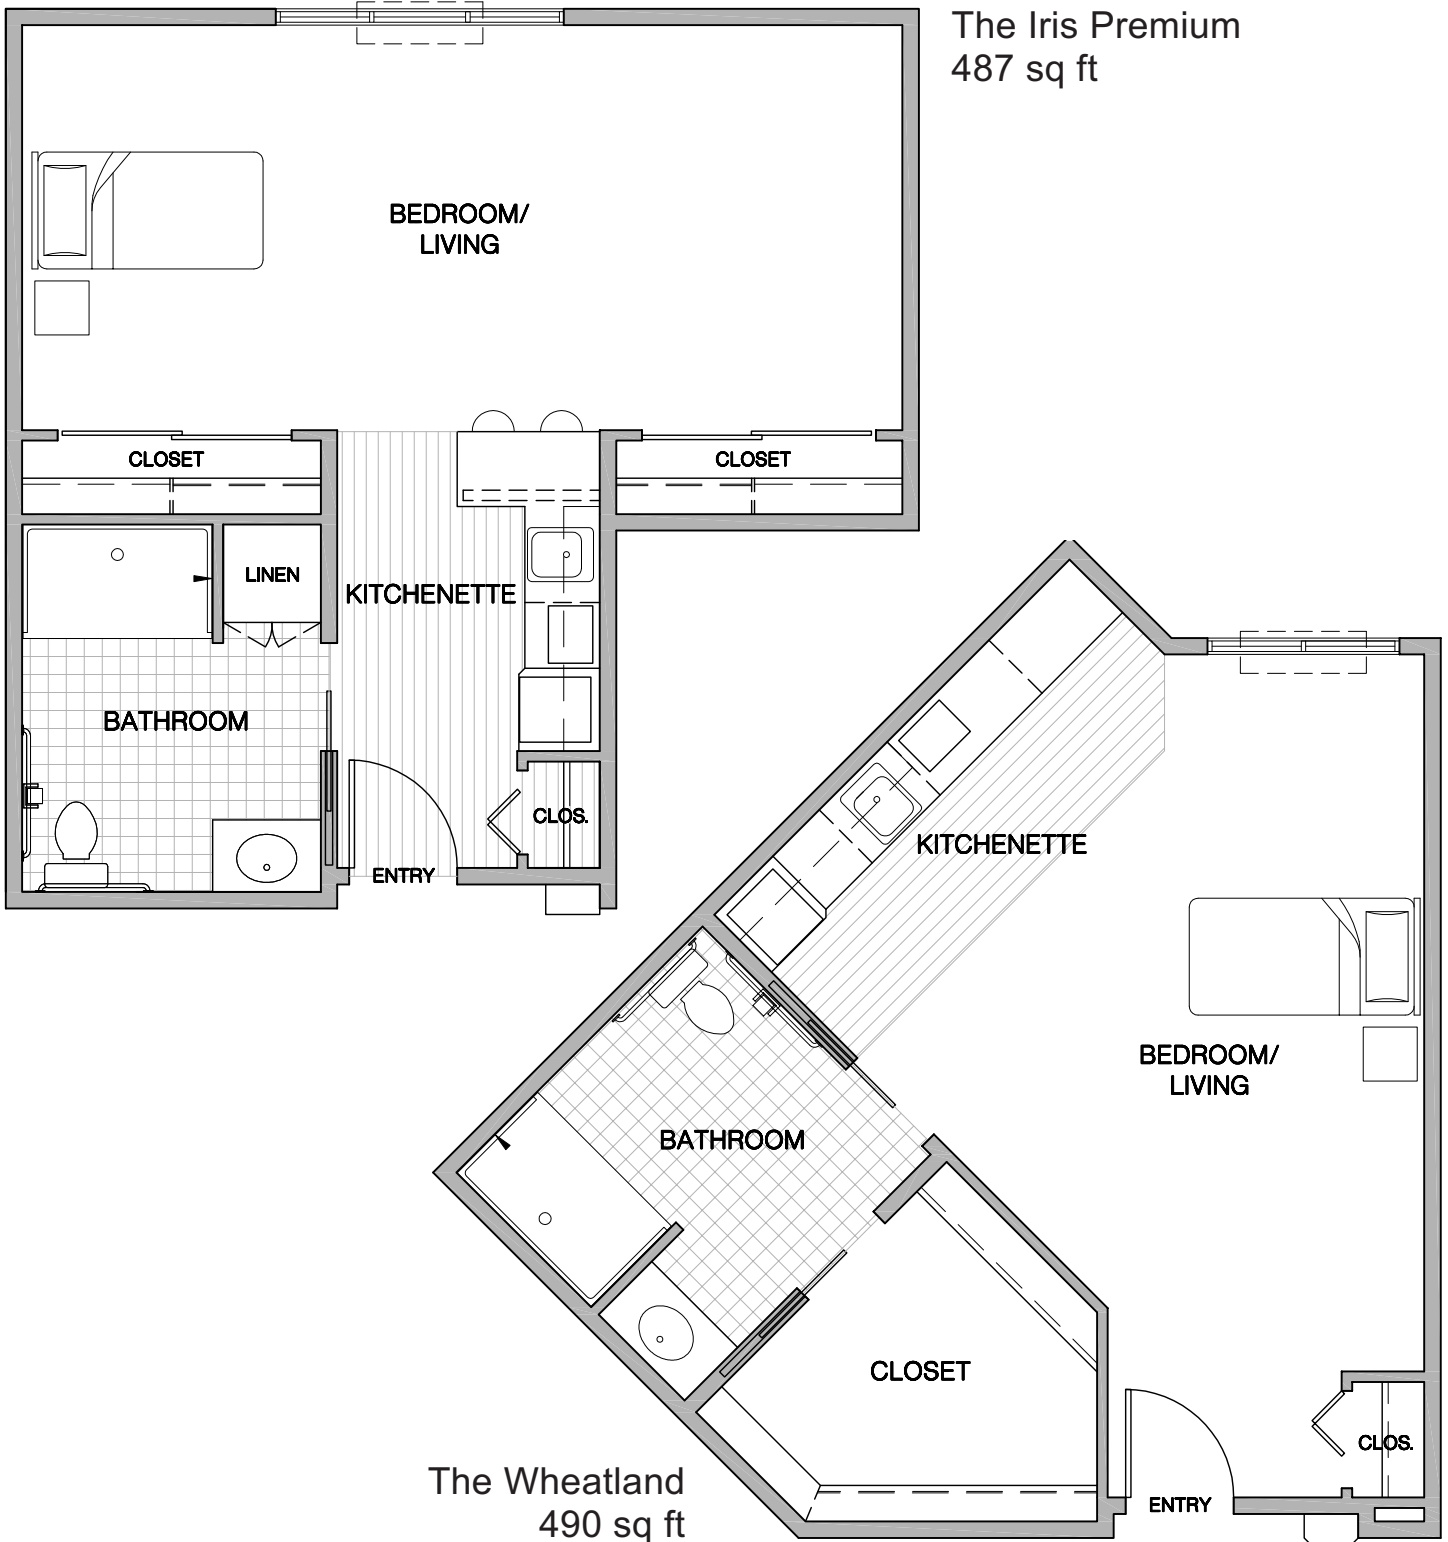 The Iris Premium
487 sq ft
BEDROOM/
LIVING
CLOSET
CLOSET
LINEN
KITCHENETTE
BATHROOM
CLOS.
ENTRY
KITCHENETTE
BEDROOM/
LIVING
BATHROOM
CLOSET
CLOS.
ENTRY
The Wheatland
490 sq ft